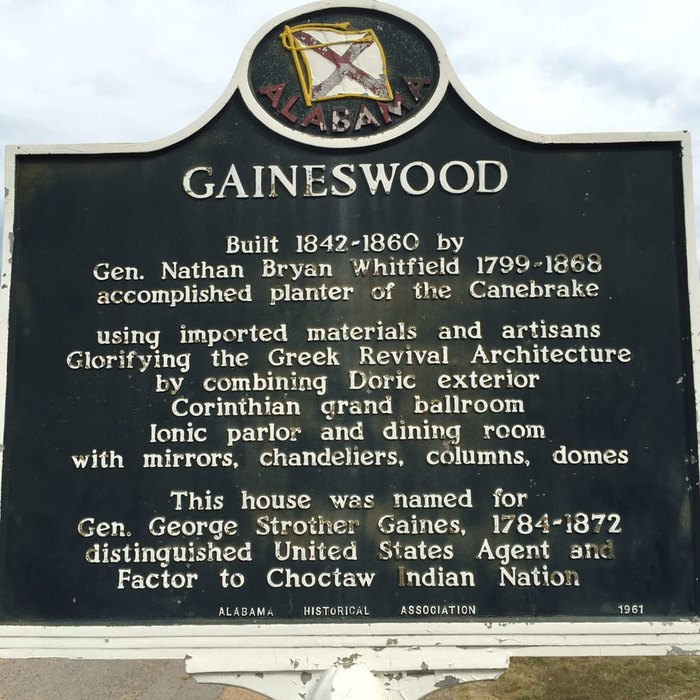 ALABAMA
GAINESWOOD
Built 1842-1860 by
Gen. Nathan Bryan Whitfield 1799-1868
accomplished planter of the Canebrake
using imported materials and artisans
Glorifying the Greek Revival Architecture
by combining Doric exterior
Corinthian grand ballroom
Ionic parlor and dining room
with mirrors, chandeliers, columns, domes
This house was named for
Gen. George Strother Gaines, 1784-1872
distinguished United States Agent and
Factor to Choctaw Indian Nation
ALABAMA HISTORICAL ASSOCIATION 1961